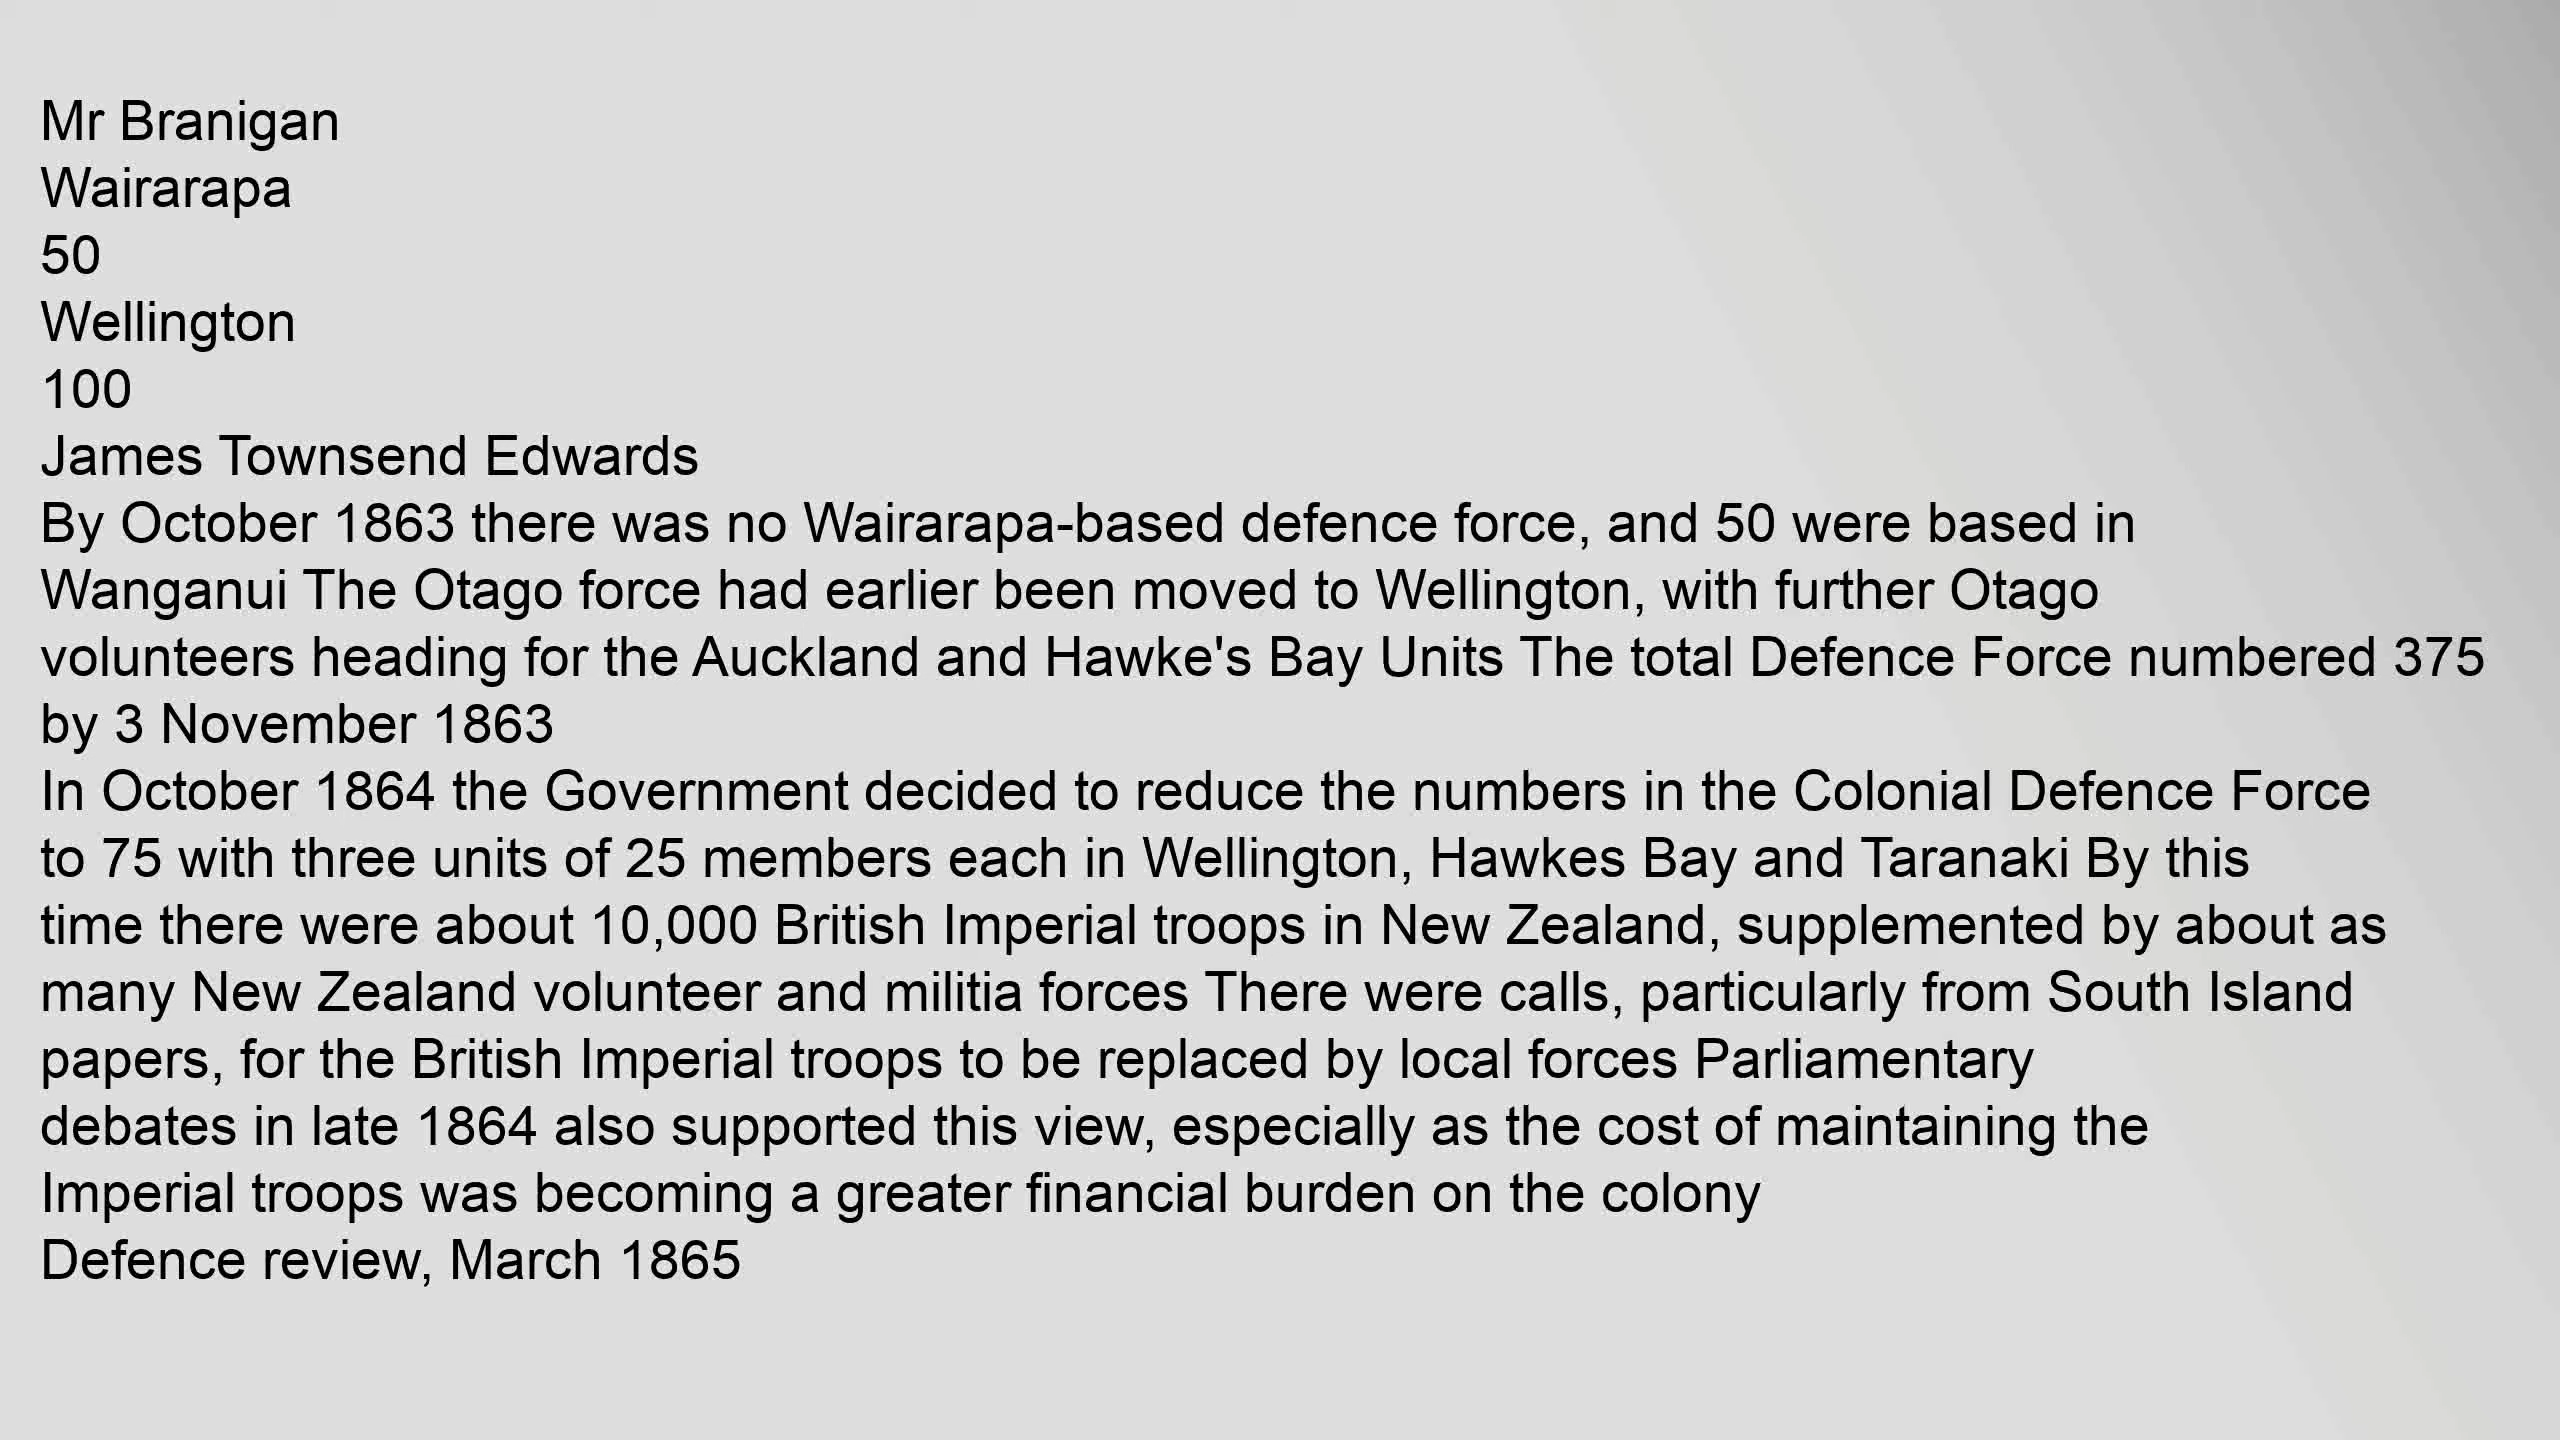 Mr Branigan
Wairarapa
50
Wellington
100
James Townsend Edwards
By October 1863 there was no Wairarapa-based defence force, and 50 were based in
Wanganui The Otago force had earlier been moved to Wellington, with further Otago
volunteers heading for the Auckland and Hawke's Bay Units The total Defence Force numbered 375
by 3 November 1863
In October 1864 the Government decided to reduce the numbers in the Colonial Defence Force
to 75 with three units of 25 members each in Wellington, Hawkes Bay and Taranaki By this
time there were about 10,000 British Imperial troops in New Zealand, supplemented by about as
many New Zealand volunteer and militia forces There were calls, particularly from South Island
papers, for the British Imperial troops to be replaced by local forces Parliamentary
debates in late 1864 also supported this view, especially as the cost of maintaining the
Imperial troops was becoming a greater financial burden on the colony
Defence review, March 1865